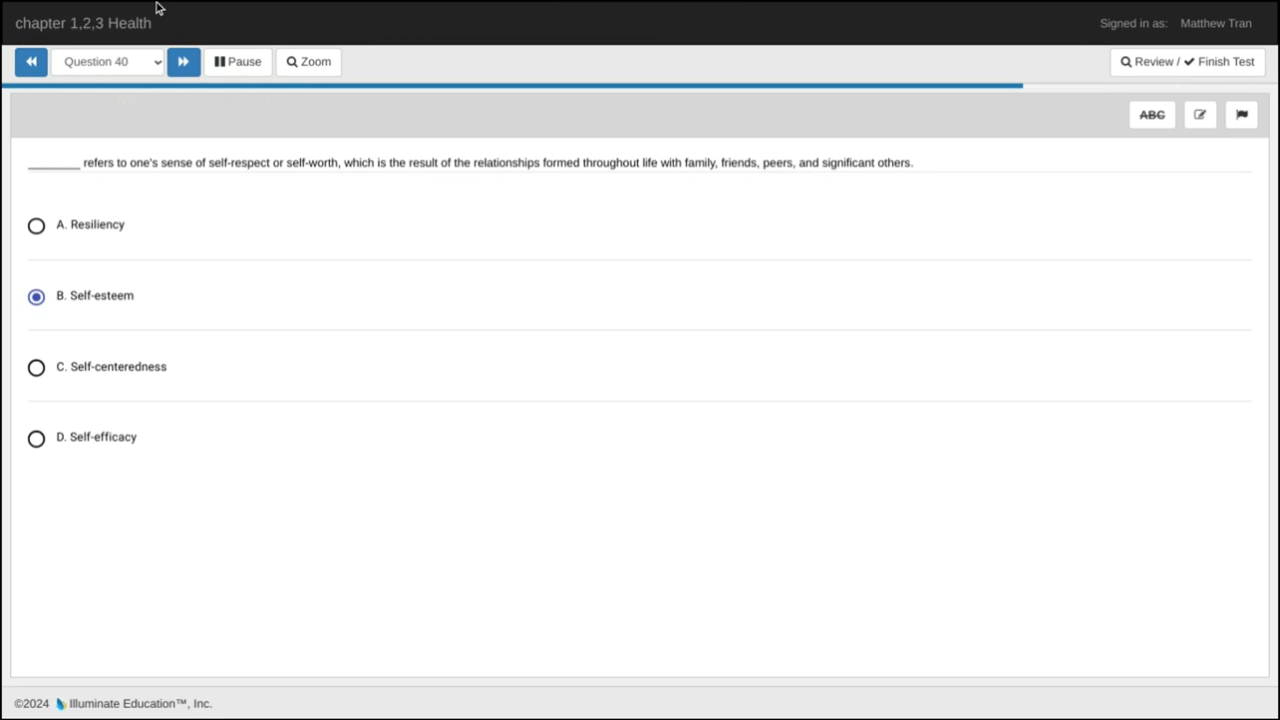 chapter 1,2,3 Health
Signed in as: Matthew Tran
Question 40
Pause
Zoom
Review / Finish Test
ABC
________ refers to one's sense of self-respect or self-worth, which is the result of the relationships formed throughout life with family, friends, peers, and significant others.
A. Resiliency
B. Self-esteem
C. Self-centeredness
D. Self-efficacy
©2024 Illuminate Education™, Inc.